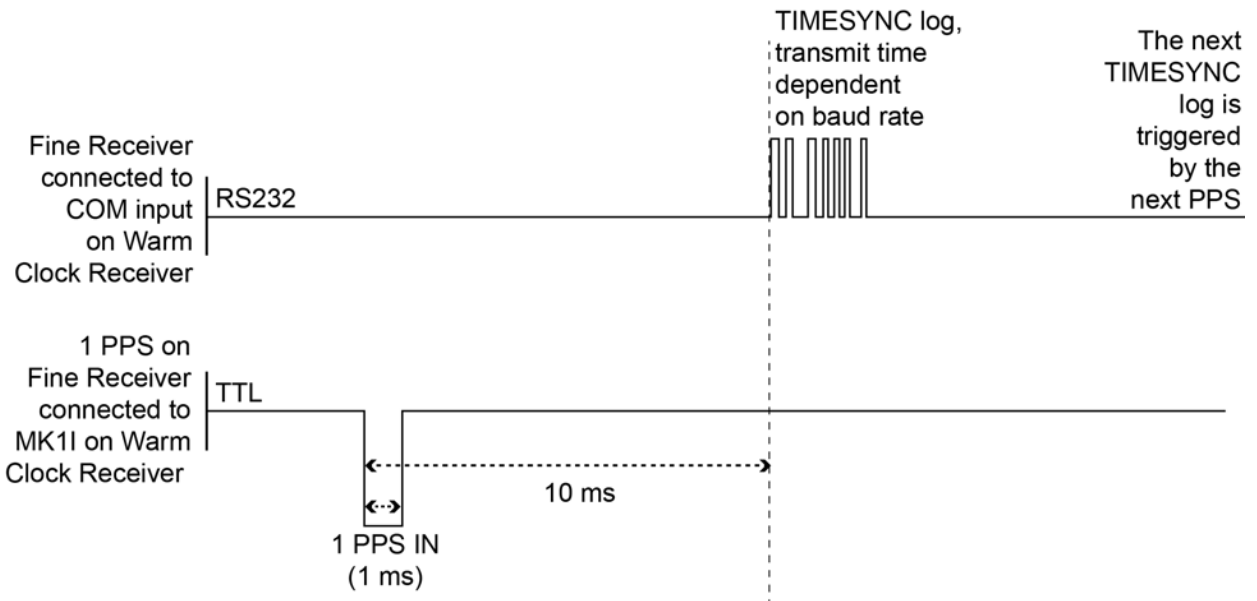 TIMESYNC log,
transmit time
dependent
on baud rate
The next
TIMESYNC
log is
triggered
by the
next PPS
Fine Receiver
connected to
COM input
on Warm
Clock Receiver
RS232
1 PPS on
Fine Receiver
connected to
MK1I on Warm
Clock Receiver
TTL
10 ms
1 PPS IN
(1 ms)